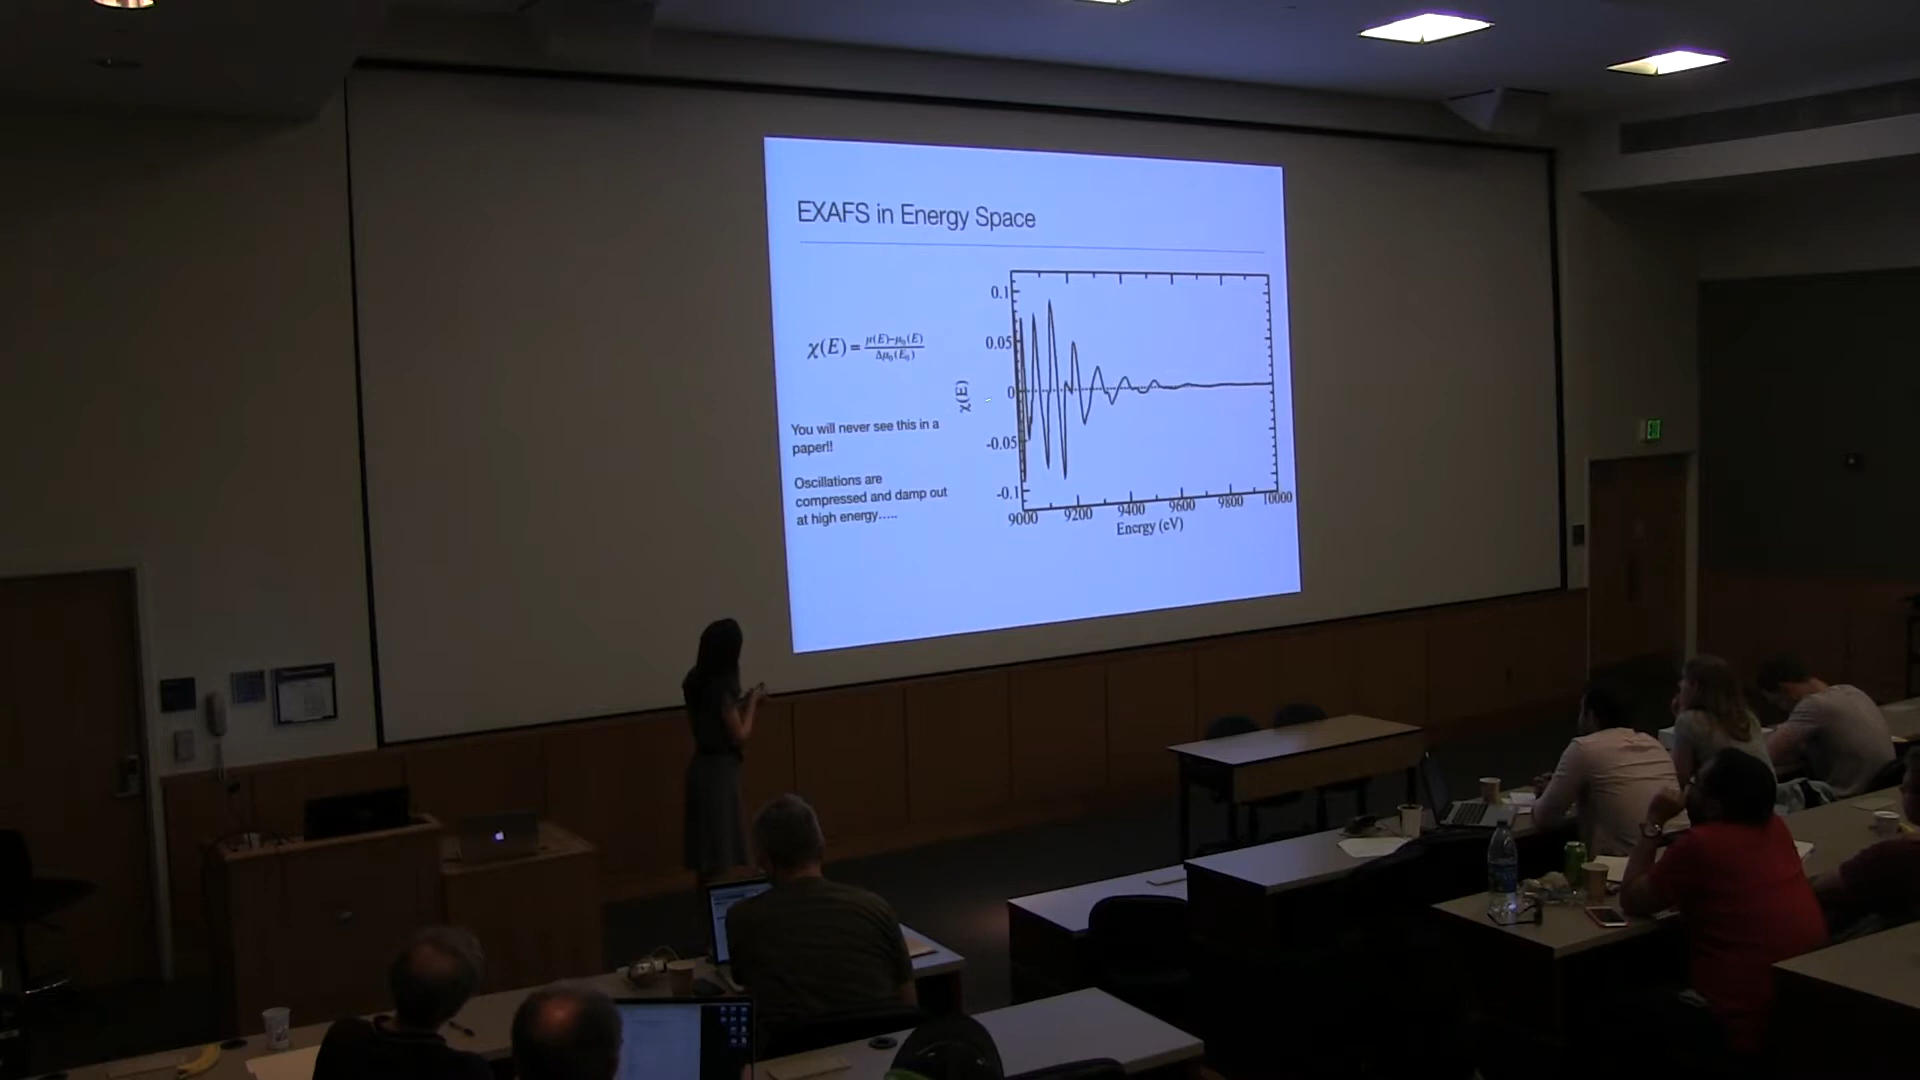 EXAFS in Energy Space
χ(E) = μ(E)−μ₀(E) / Δμ₀(E₀)
You will never see this in a
paper!!
Oscillations are
compressed and damp out
at high energy.....
0.1
0.05
0
-0.05
-0.1
χ(E)
9000 9200 9400 9600 9800 10000
Energy (eV)